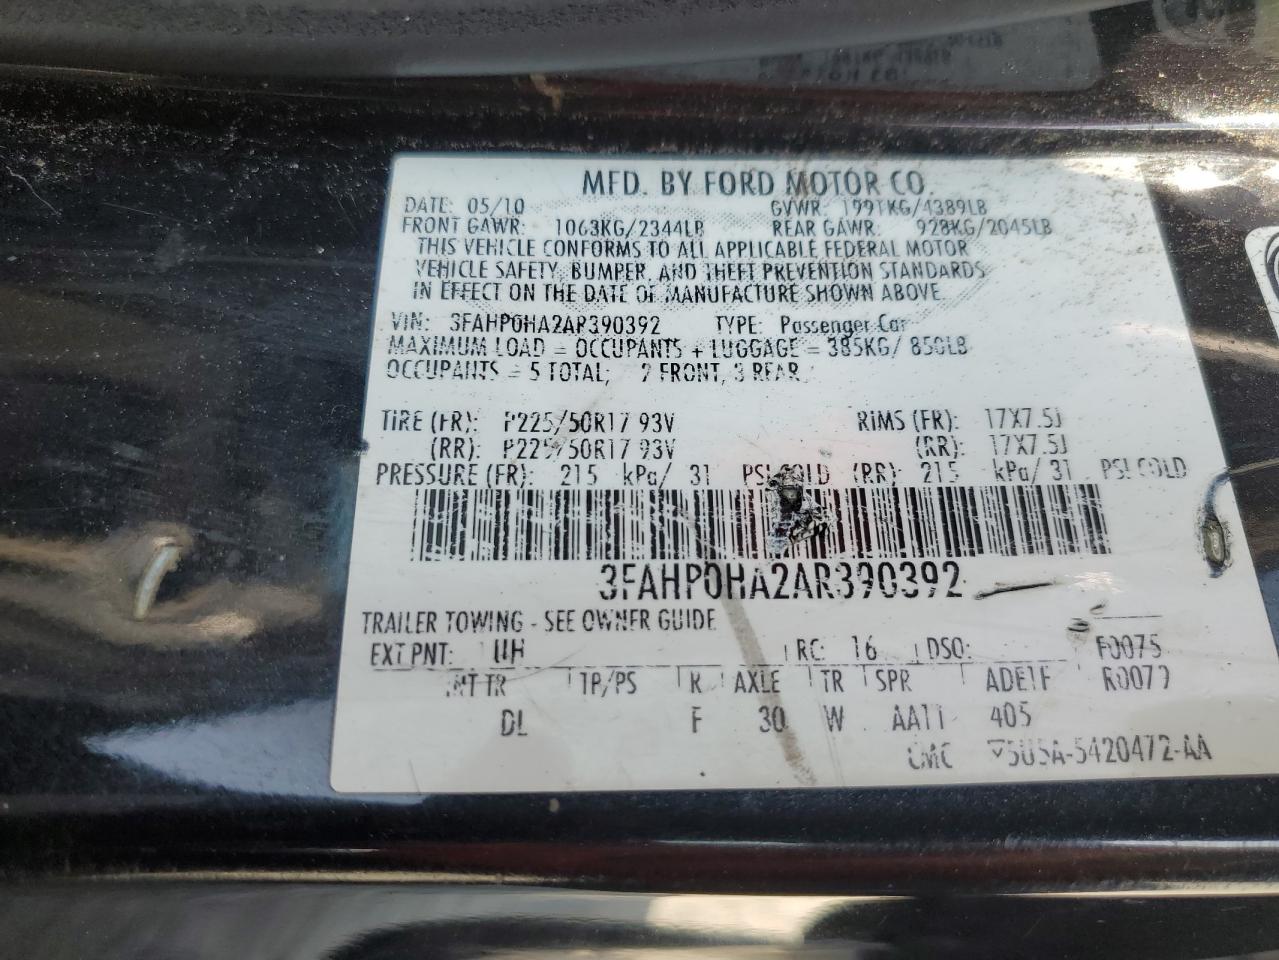 MFD. BY FORD MOTOR CO.
DATE: 05/10 GVWR: 1991KG/4389LB
FRONT GAWR: 1063KG/2344LB REAR GAWR: 928KG/2045LB
THIS VEHICLE CONFORMS TO ALL APPLICABLE FEDERAL MOTOR
VEHICLE SAFETY, BUMPER, AND THEFT PREVENTION STANDARDS
IN EFFECT ON THE DATE OF MANUFACTURE SHOWN ABOVE.
VIN: 3FAHP0HA2AR390392 TYPE: Passenger Car
MAXIMUM LOAD = OCCUPANTS + LUGGAGE = 385KG/ 850LB
OCCUPANTS = 5 TOTAL; 2 FRONT, 3 REAR
TIRE (FR): P225/50R17 93V RIMS (FR): 17X7.5J
(RR): P225/50R17 93V (RR): 17X7.5J
PRESSURE (FR): 215 kPa/ 31 PSI COLD (RR): 215 kPa/ 31 PSI COLD
3FAHP0HA2AR390392
TRAILER TOWING - SEE OWNER GUIDE
EXT PNT: UH RC: 16 DSO: F0075
INT TR TP/PS R AXLE TR SPR ADE1F R0079
DL F 30 W AA11 405
CMC ▽5U5A-5420472-AA